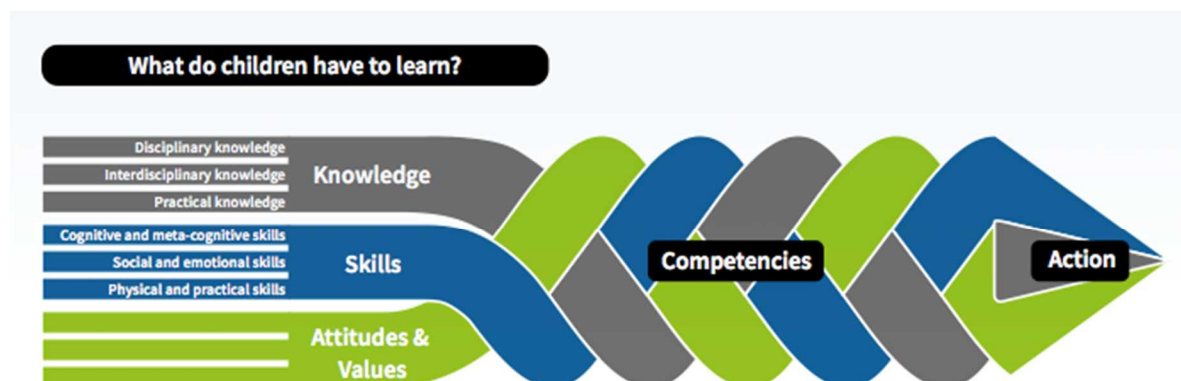 What do children have to learn?
Disciplinary knowledge
Interdisciplinary knowledge
Practical knowledge
Knowledge
Cognitive and meta-cognitive skills
Social and emotional skills
Physical and practical skills
Skills
Attitudes &
Values
Competencies
Action